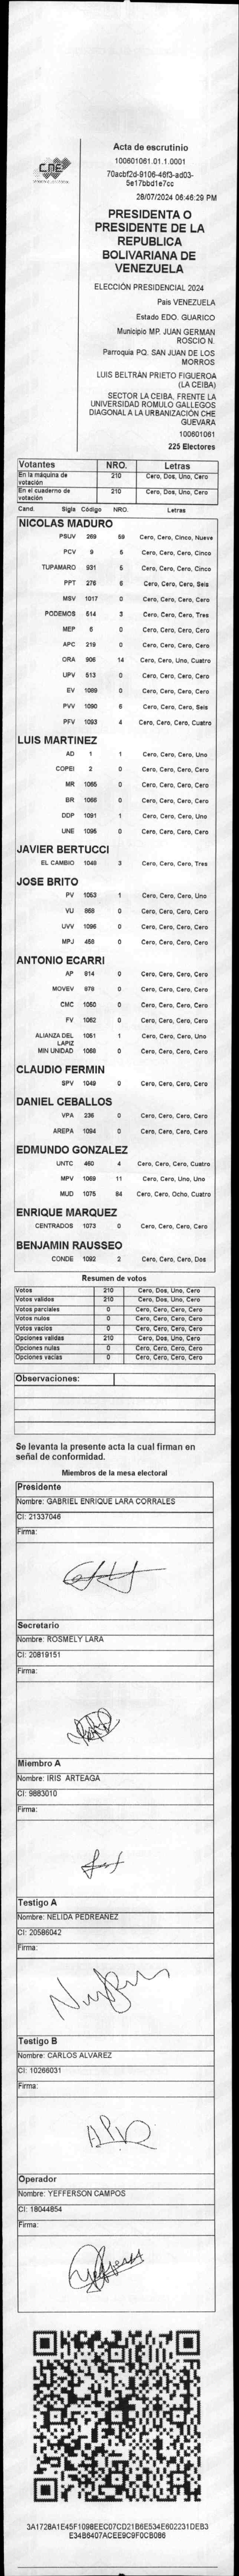 CNE
Acta de escrutinio
100601061.01.1.0001
70acbf2d-9106-46f3-ad03-
5e17bbd1e7cc
28/07/2024 06:46:29 PM
PRESIDENTA O
PRESIDENTE DE LA
REPUBLICA
BOLIVARIANA DE
VENEZUELA
ELECCIÓN PRESIDENCIAL 2024
País VENEZUELA
Estado EDO. GUARICO
Municipio MP. JUAN GERMAN
ROSCIO N.
Parroquia PQ. SAN JUAN DE LOS
MORROS
LUIS BELTRÁN PRIETO FIGUEROA
(LA CEIBA)
SECTOR LA CEIBA. FRENTE LA
UNIVERSIDAD ROMULO GALLEGOS
DIAGONAL A LA URBANIZACIÓN CHE
GUEVARA
100601061
225 Electores
Votantes NRO. Letras
En la máquina de votación 210 Cero, Dos, Uno, Cero
En el cuaderno de votación 210 Cero, Dos, Uno, Cero
Cand. Sigla Código NRO. Letras
NICOLAS MADURO
PSUV 269 59 Cero, Cero, Cinco, Nueve
PCV 9 5 Cero, Cero, Cero, Cinco
TUPAMARO 931 5 Cero, Cero, Cero, Cinco
PPT 276 6 Cero, Cero, Cero, Seis
MSV 1017 0 Cero, Cero, Cero, Cero
PODEMOS 514 3 Cero, Cero, Cero, Tres
MEP 6 0 Cero, Cero, Cero, Cero
APC 219 0 Cero, Cero, Cero, Cero
ORA 906 14 Cero, Cero, Uno, Cuatro
UPV 513 0 Cero, Cero, Cero, Cero
EV 1089 0 Cero, Cero, Cero, Cero
PVV 1090 6 Cero, Cero, Cero, Seis
PFV 1093 4 Cero, Cero, Cero, Cuatro
LUIS MARTINEZ
AD 1 1 Cero, Cero, Cero, Uno
COPEI 2 0 Cero, Cero, Cero, Cero
MR 1065 0 Cero, Cero, Cero, Cero
BR 1066 0 Cero, Cero, Cero, Cero
DDP 1091 1 Cero, Cero, Cero, Uno
UNE 1095 0 Cero, Cero, Cero, Cero
JAVIER BERTUCCI
EL CAMBIO 1048 3 Cero, Cero, Cero, Tres
JOSE BRITO
PV 1053 1 Cero, Cero, Cero, Uno
VU 868 0 Cero, Cero, Cero, Cero
UVV 1096 0 Cero, Cero, Cero, Cero
MPJ 458 0 Cero, Cero, Cero, Cero
ANTONIO ECARRI
AP 914 0 Cero, Cero, Cero, Cero
MOVEV 978 0 Cero, Cero, Cero, Cero
CMC 1050 0 Cero, Cero, Cero, Cero
FV 1062 0 Cero, Cero, Cero, Cero
ALIANZA DEL LAPIZ 1051 1 Cero, Cero, Cero, Uno
MIN UNIDAD 1068 0 Cero, Cero, Cero, Cero
CLAUDIO FERMIN
SPV 1049 0 Cero, Cero, Cero, Cero
DANIEL CEBALLOS
VPA 236 0 Cero, Cero, Cero, Cero
AREPA 1094 0 Cero, Cero, Cero, Cero
EDMUNDO GONZALEZ
UNTC 460 4 Cero, Cero, Cero, Cuatro
MPV 1069 11 Cero, Cero, Uno, Uno
MUD 1075 84 Cero, Cero, Ocho, Cuatro
ENRIQUE MARQUEZ
CENTRADOS 1073 0 Cero, Cero, Cero, Cero
BENJAMIN RAUSSEO
CONDE 1092 2 Cero, Cero, Cero, Dos
Resumen de votos
Votos 210 Cero, Dos, Uno, Cero
Votos validos 210 Cero, Dos, Uno, Cero
Votos parciales 0 Cero, Cero, Cero, Cero
Votos nulos 0 Cero, Cero, Cero, Cero
Votos vacios 0 Cero, Cero, Cero, Cero
Opciones validas 210 Cero, Dos, Uno, Cero
Opciones nulas 0 Cero, Cero, Cero, Cero
Opciones vacias 0 Cero, Cero, Cero, Cero
Observaciones:
Se levanta la presente acta la cual firman en
señal de conformidad.
Miembros de la mesa electoral
Presidente
Nombre: GABRIEL ENRIQUE LARA CORRALES
CI: 21337046
Firma:
Secretario
Nombre: ROSMELY LARA
CI: 20819151
Firma:
Miembro A
Nombre: IRIS ARTEAGA
CI: 9883010
Firma:
Testigo A
Nombre: NELIDA PEDREAÑEZ
CI: 20586042
Firma:
Testigo B
Nombre: CARLOS ALVAREZ
CI: 10266031
Firma:
Operador
Nombre: YEFFERSON CAMPOS
CI: 18044854
Firma:
3A172BA1E45F1098EEC07CD21B6E534E602231DEB3
E34B6407ACEE9C9F0CB086